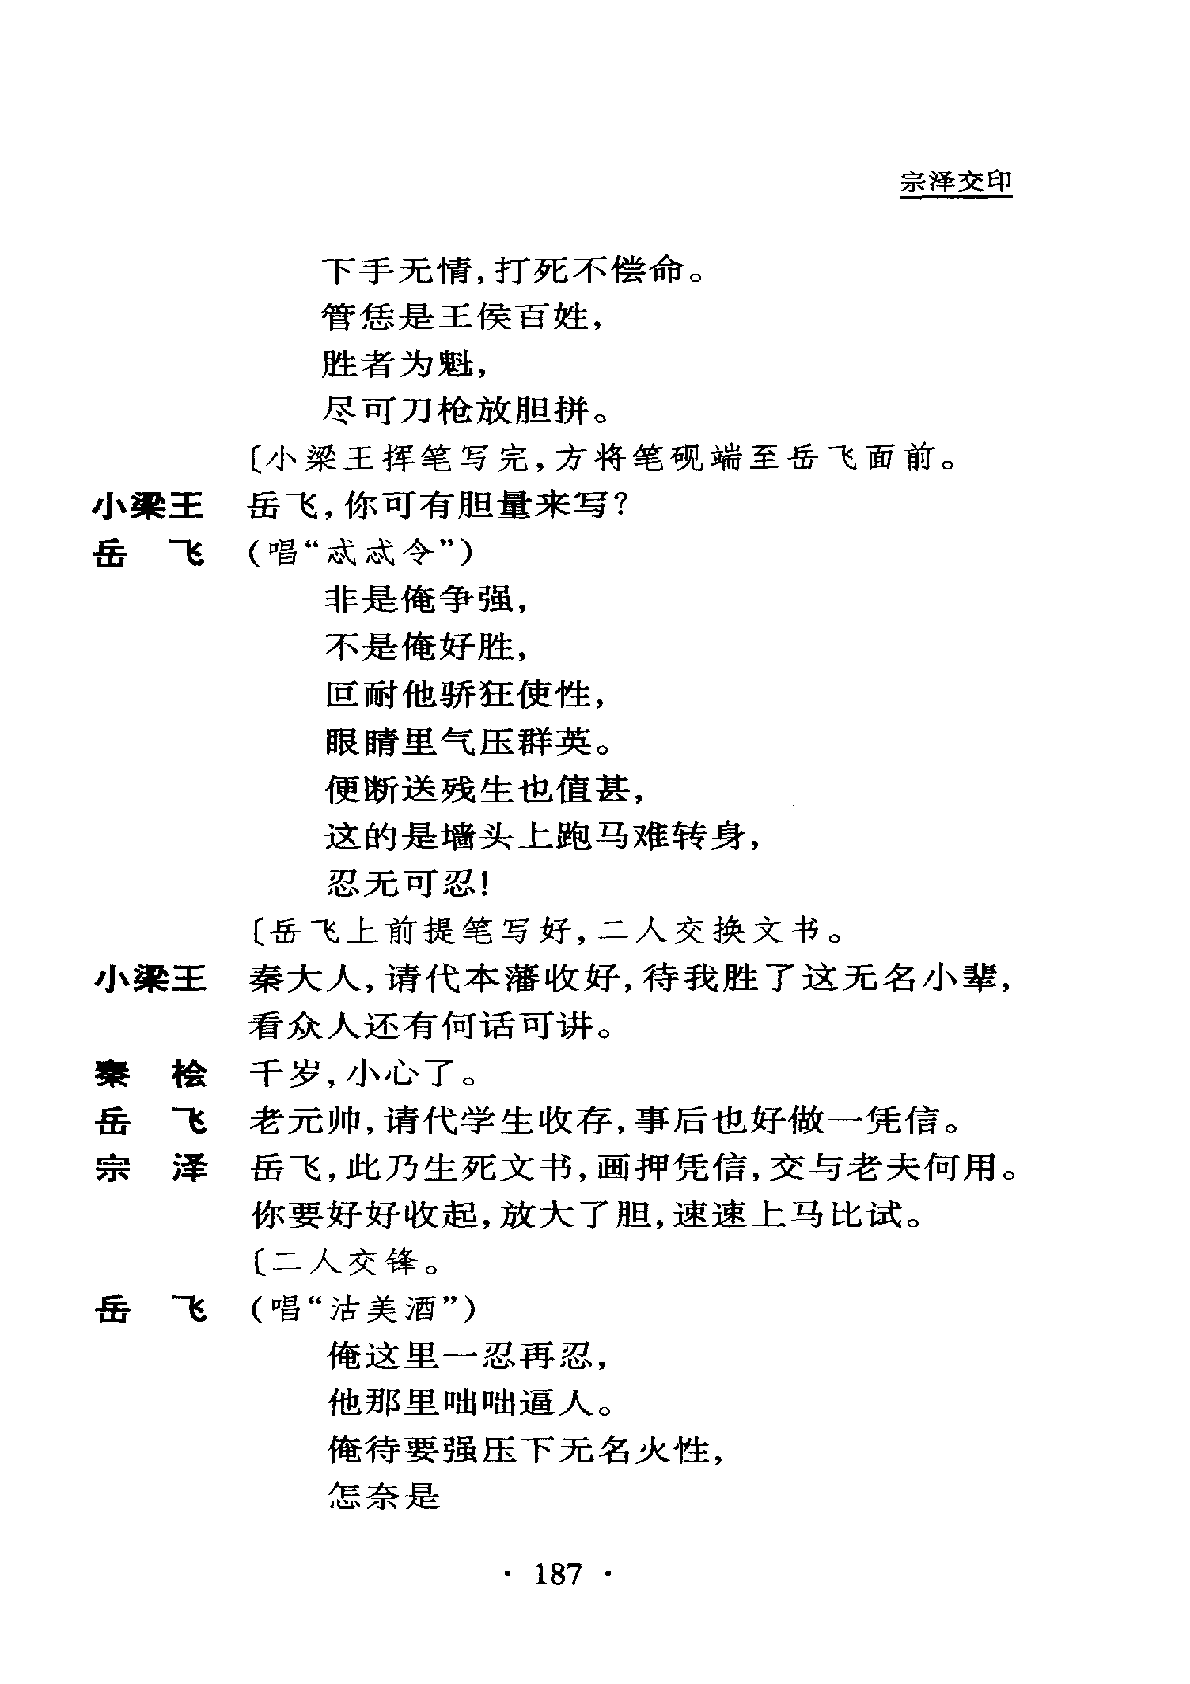 宗泽交印
下手无情,打死不偿命。
管恁是王侯百姓,
胜者为魁,
尽可刀枪放胆拼。
〔小梁王挥笔写完,方将笔砚端至岳飞面前。
小梁王 岳飞,你可有胆量来写?
岳 飞 (唱“忒忒令”)
非是俺争强,
不是俺好胜,
叵耐他骄狂使性,
眼睛里气压群英。
便断送残生也值甚,
这的是墙头上跑马难转身,
忍无可忍!
〔岳飞上前提笔写好,二人交换文书。
小梁王 秦大人,请代本藩收好,待我胜了这无名小辈,
看众人还有何话可讲。
秦 桧 千岁,小心了。
岳 飞 老元帅,请代学生收存,事后也好做一凭信。
宗 泽 岳飞,此乃生死文书,画押凭信,交与老夫何用。
你要好好收起,放大了胆,速速上马比试。
〔二人交锋。
岳 飞 (唱“沽美酒”)
俺这里一忍再忍,
他那里咄咄逼人。
俺待要强压下无名火性,
怎奈是
· 187 ·